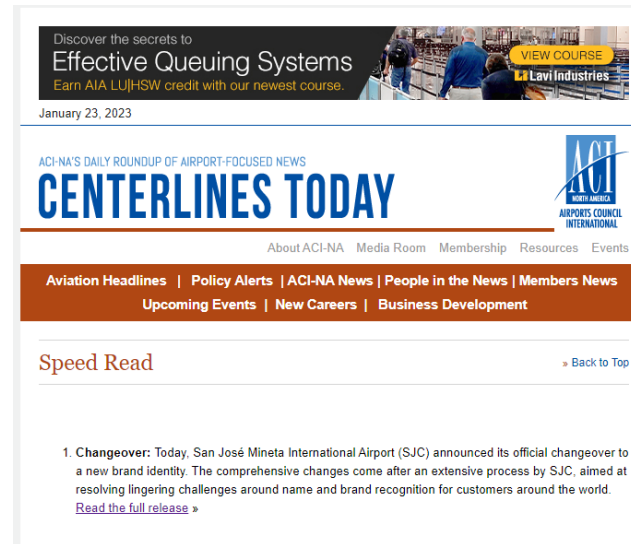 Discover the secrets to
Effective Queuing Systems
Earn AIA LU|HSW credit with our newest course.
VIEW COURSE
Lavi Industries
January 23, 2023
ACI-NA'S DAILY ROUNDUP OF AIRPORT-FOCUSED NEWS
CENTERLINES TODAY
ACI
NORTH AMERICA
AIRPORTS COUNCIL
INTERNATIONAL
About ACI-NA Media Room Membership Resources Events
Aviation Headlines | Policy Alerts | ACI-NA News | People in the News | Members News
Upcoming Events | New Careers | Business Development
Speed Read
» Back to Top
1. Changeover: Today, San José Mineta International Airport (SJC) announced its official changeover to
a new brand identity. The comprehensive changes come after an extensive process by SJC, aimed at
resolving lingering challenges around name and brand recognition for customers around the world.
Read the full release »